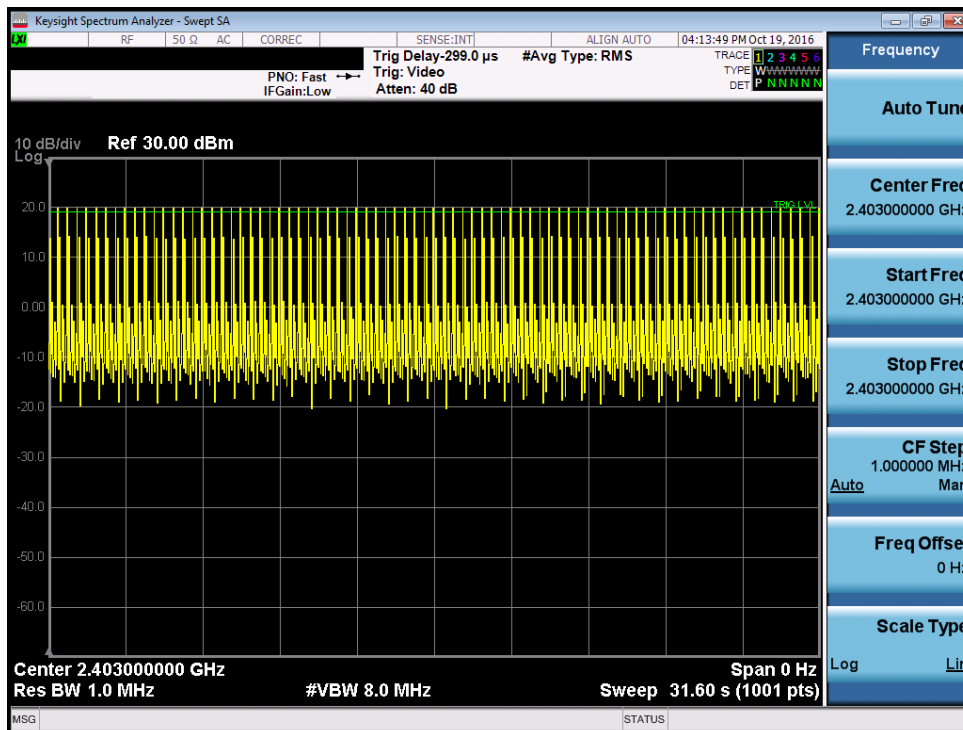 Keysight Spectrum Analyzer - Swept SA
LXI RF 50 Ω AC CORREC SENSE:INT ALIGN AUTO 04:13:49 PM Oct 19, 2016
Trig Delay-299.0 µs #Avg Type: RMS TRACE 1 2 3 4 5 6
PNO: Fast Trig: Video TYPE W
IFGain:Low Atten: 40 dB DET P N N N N N
10 dB/div Ref 30.00 dBm
Log
TRIG LVL
20.0
10.0
0.00
-10.0
-20.0
-30.0
-40.0
-50.0
-60.0
Center 2.403000000 GHz Span 0 Hz
Res BW 1.0 MHz #VBW 8.0 MHz Sweep 31.60 s (1001 pts)
MSG STATUS
Frequency
Auto Tune
Center Freq
2.403000000 GHz
Start Freq
2.403000000 GHz
Stop Freq
2.403000000 GHz
CF Step
1.000000 MHz
Auto Man
Freq Offset
0 Hz
Scale Type
Log Lin